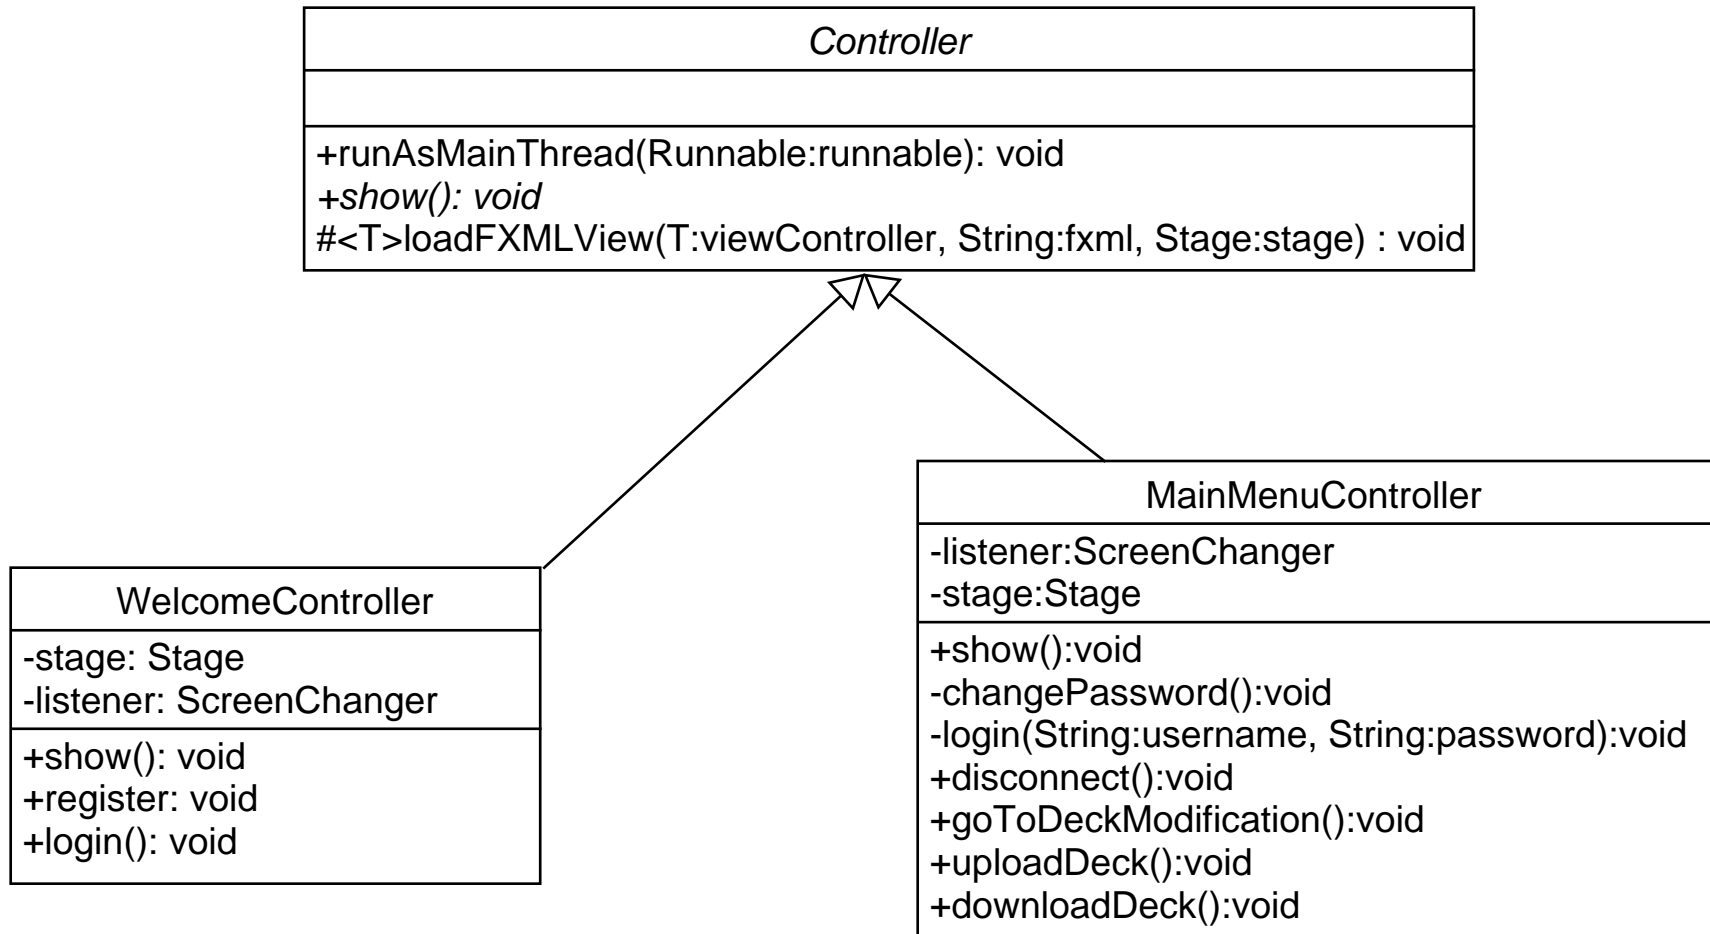 Controller
+runAsMainThread(Runnable:runnable): void
+show(): void
#<T>loadFXMLView(T:viewController, String:fxml, Stage:stage) : void
WelcomeController
-stage: Stage
-listener: ScreenChanger
+show(): void
+register: void
+login(): void
MainMenuController
-listener:ScreenChanger
-stage:Stage
+show():void
-changePassword():void
-login(String:username, String:password):void
+disconnect():void
+goToDeckModification():void
+uploadDeck():void
+downloadDeck():void